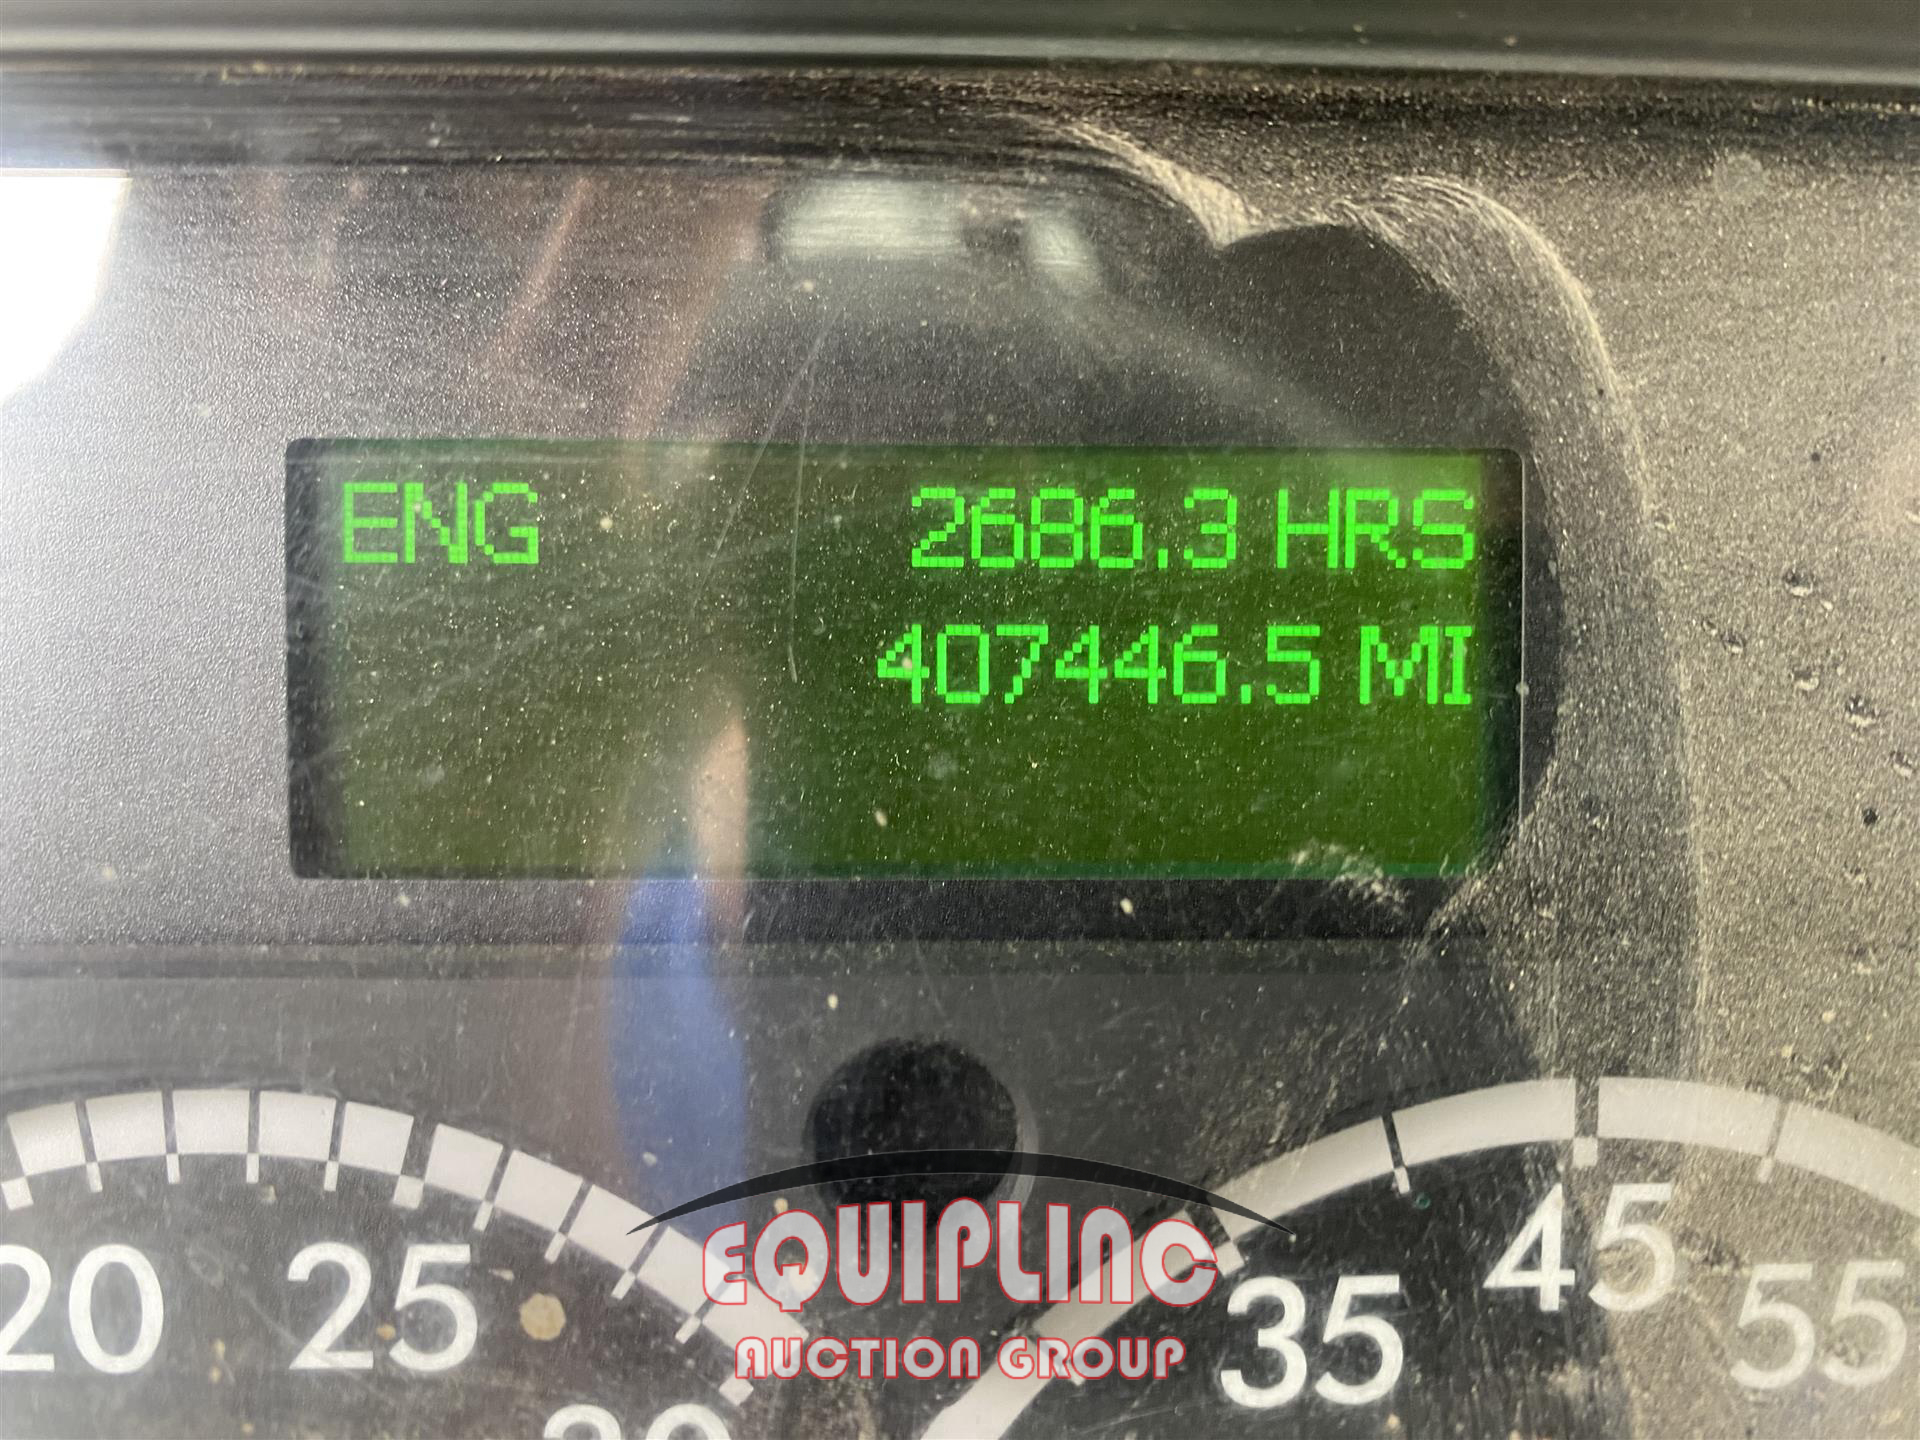 ENG 2686.3 HRS
407446.5 MI
20 25
35 45 55
EQUIPLINC
AUCTION GROUP